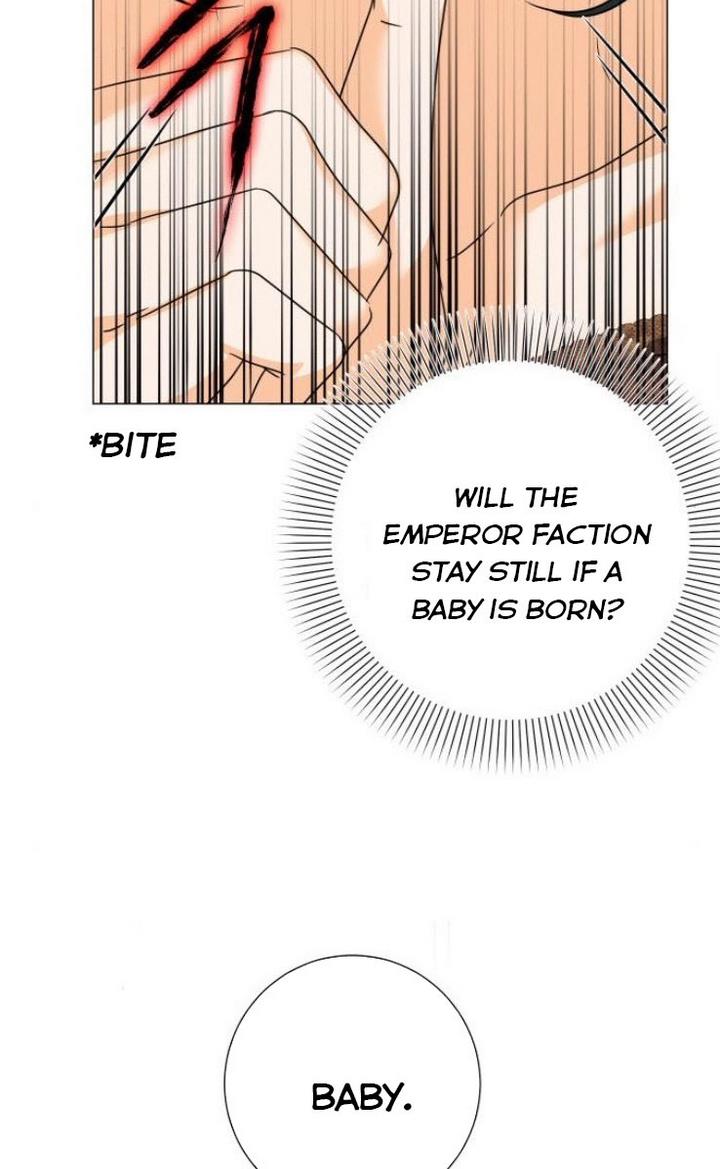 *BITE
WILL THE
EMPEROR FACTION
STAY STILL IF A
BABY IS BORN?
BABY.